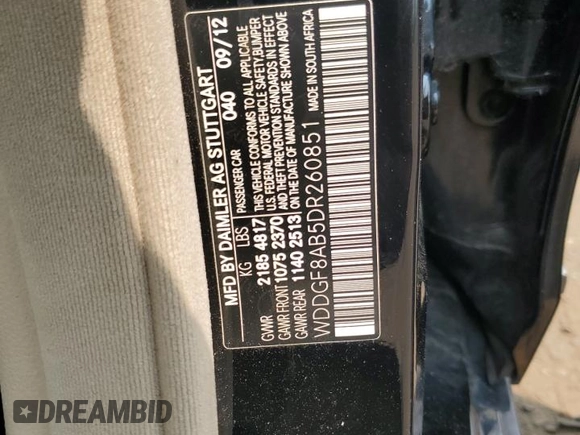 MFD BY DAIMLER AG STUTTGART
040 09/12
KG LBS PASSENGER CAR
GVWR 2185 4817
GAWR FRONT 1075 2370
GAWR REAR 1140 2513
THIS VEHICLE CONFORMS TO ALL APPLICABLE
U.S. FEDERAL MOTOR VEHICLE SAFETY, BUMPER
AND THEFT PREVENTION STANDARDS IN EFFECT
ON THE DATE OF MANUFACTURE SHOWN ABOVE
WDDGF8AB5DR260851 MADE IN SOUTH AFRICA
DREAMBID